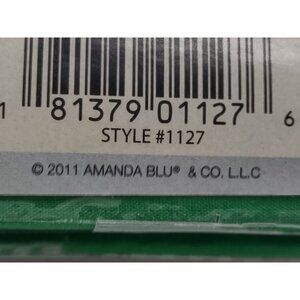 1 81379 01127 6
STYLE #1127
© 2011 AMANDA BLU® & CO. L.L.C